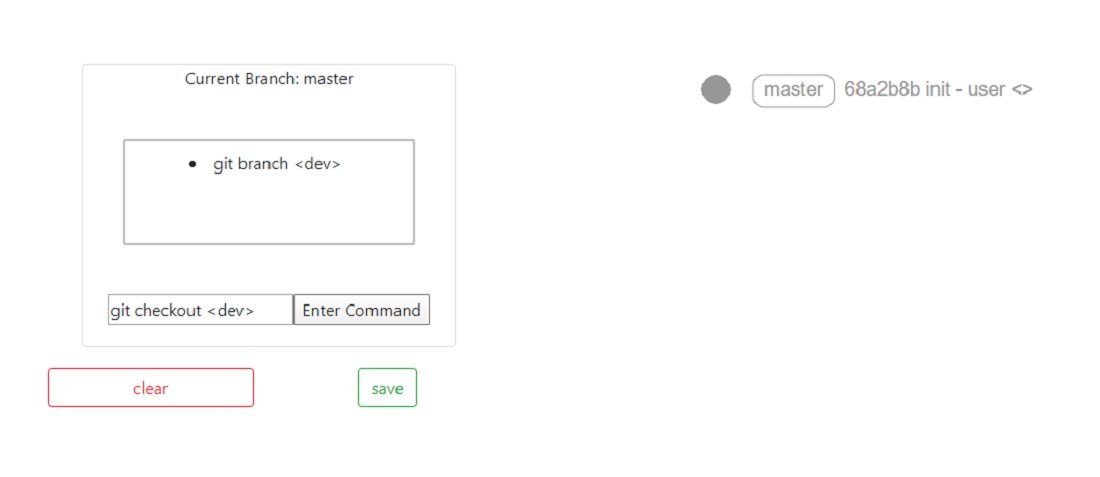 Current Branch: master
git branch <dev>
git checkout <dev>
Enter Command
clear
save
master
68a2b8b init - user <>